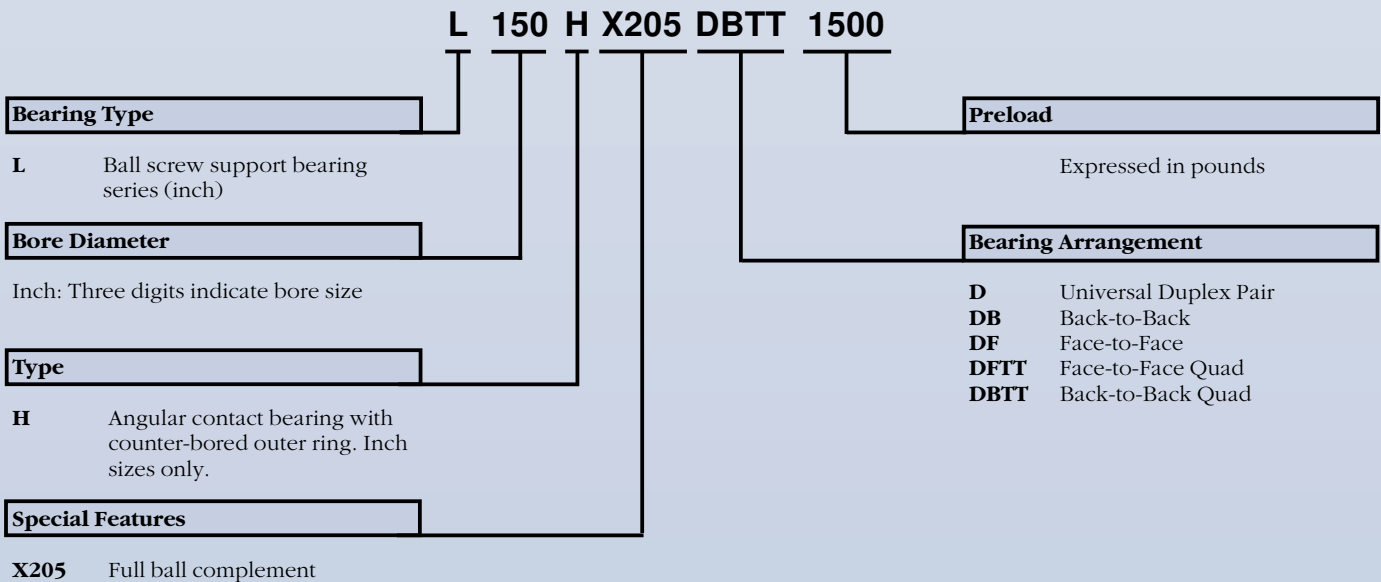 L 150 H X205 DBTT 1500
Bearing Type
L Ball screw support bearing
series (inch)
Bore Diameter
Inch: Three digits indicate bore size
Type
H Angular contact bearing with
counter-bored outer ring. Inch
sizes only.
Special Features
X205 Full ball complement
Preload
Expressed in pounds
Bearing Arrangement
D Universal Duplex Pair
DB Back-to-Back
DF Face-to-Face
DFTT Face-to-Face Quad
DBTT Back-to-Back Quad